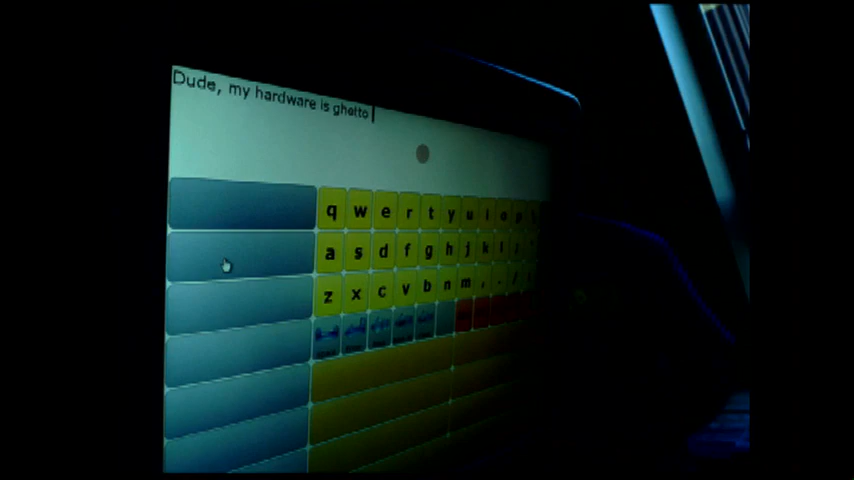 Dude, my hardware is ghetto
q w e r t y u i o p
a s d f g h j k l ;
z x c v b n m , . /